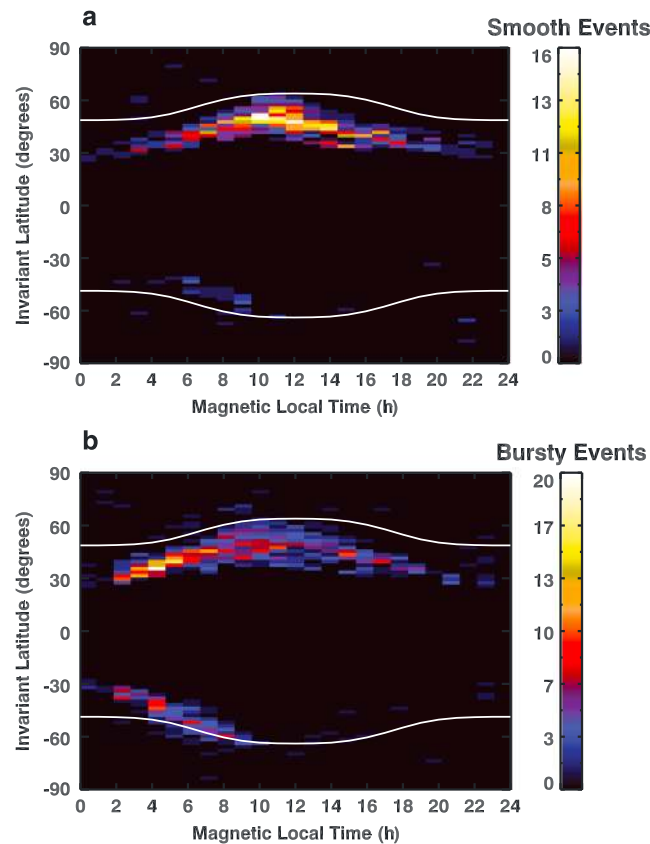 a
Smooth Events
90
60
30
0
-30
-60
-90
Invariant Latitude (degrees)
0 2 4 6 8 10 12 14 16 18 20 22 24
Magnetic Local Time (h)
16
13
11
8
5
3
0
b
Bursty Events
90
60
30
0
-30
-60
-90
Invariant Latitude (degrees)
0 2 4 6 8 10 12 14 16 18 20 22 24
Magnetic Local Time (h)
20
17
13
10
7
3
0